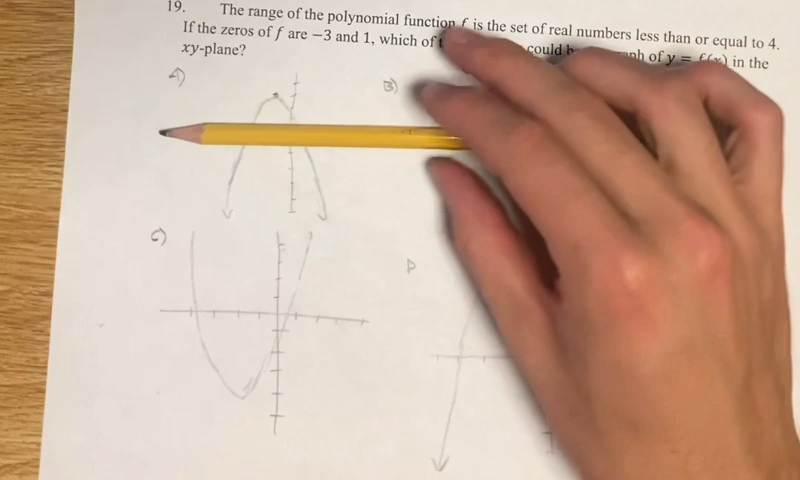 19. The range of the polynomial function f is the set of real numbers less than or equal to 4.
If the zeros of f are −3 and 1, which of could of y = f(x) in the
xy-plane?
A) B)
C) D